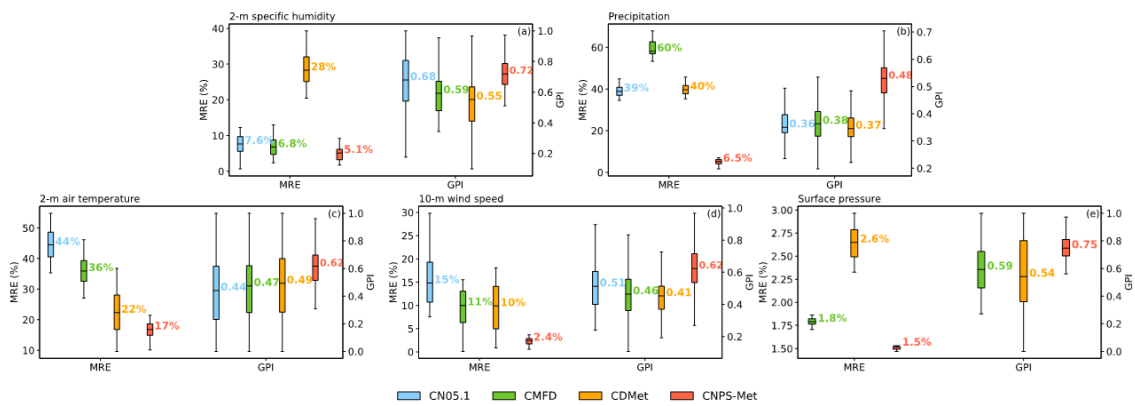 2-m specific humidity
(a)
MRE (%)
40
30
20
10
0
7.6%
6.8%
28%
5.1%
0.68
0.59
0.55
0.72
1.0
0.8
0.6
0.4
0.2
GPI
MRE
GPI
Precipitation
(b)
MRE (%)
60
40
20
0
39%
60%
40%
6.5%
0.36
0.38
0.37
0.48
0.7
0.6
0.5
0.4
0.3
0.2
GPI
MRE
GPI
2-m air temperature
(c)
MRE (%)
50
40
30
20
10
44%
36%
22%
17%
0.44
0.47
0.49
0.62
1.0
0.8
0.6
0.4
0.2
0.0
GPI
MRE
GPI
10-m wind speed
(d)
MRE (%)
30
25
20
15
10
5
0
15%
11%
10%
2.4%
0.51
0.46
0.41
0.62
1.0
0.8
0.6
0.4
0.2
GPI
MRE
GPI
Surface pressure
(e)
MRE (%)
3.00
2.75
2.50
2.25
2.00
1.75
1.50
1.8%
2.6%
1.5%
0.59
0.54
0.75
1.0
0.8
0.6
0.4
0.2
0.0
GPI
MRE
GPI
CN05.1
CMFD
CDMet
CNPS-Met